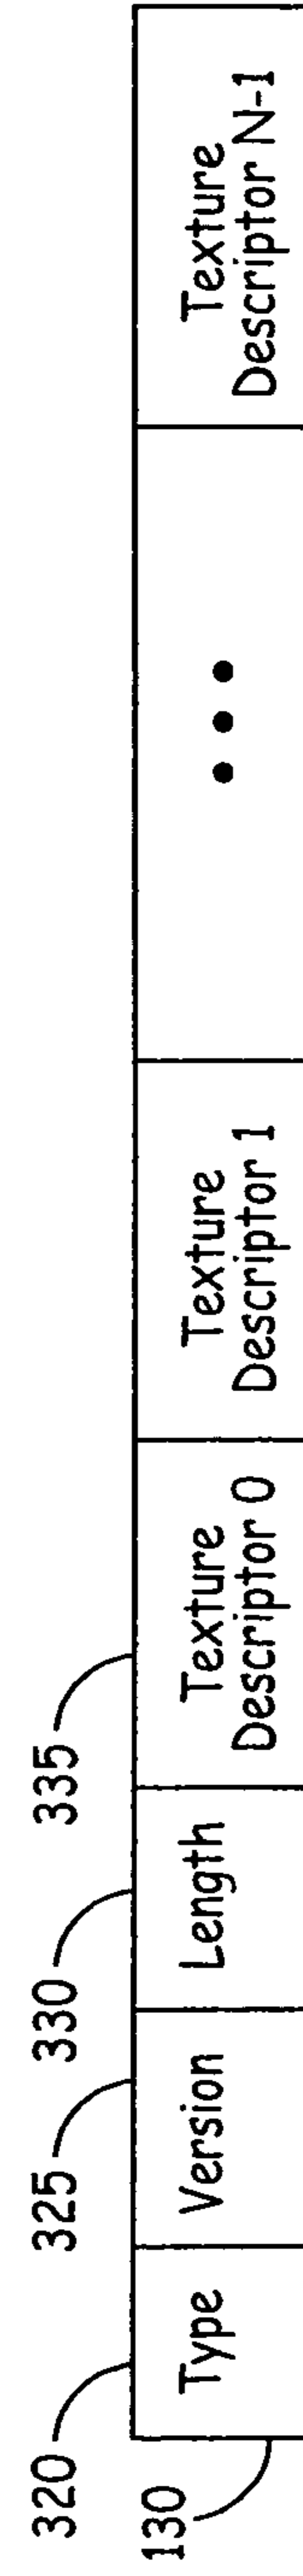 320
325
330
335
130
Type
Version
Length
Texture
Descriptor 0
Texture
Descriptor 1
Texture
Descriptor N-1